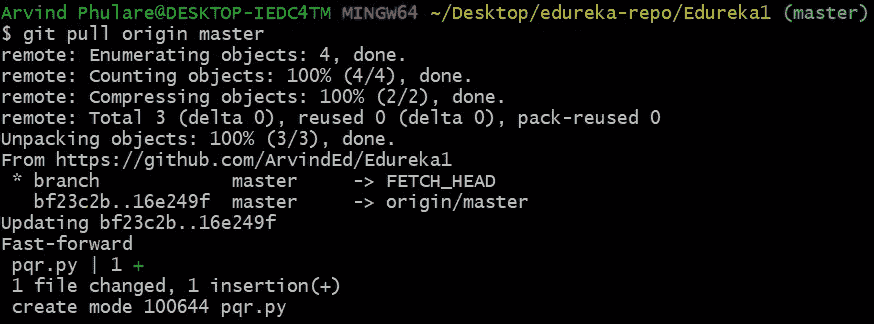 Arvind Phulare@DESKTOP-IEDC4TM MINGW64 ~/Desktop/edureka-repo/Edureka1 (master)
$ git pull origin master
remote: Enumerating objects: 4, done.
remote: Counting objects: 100% (4/4), done.
remote: Compressing objects: 100% (2/2), done.
remote: Total 3 (delta 0), reused 0 (delta 0), pack-reused 0
Unpacking objects: 100% (3/3), done.
From https://github.com/ArvindEd/Edureka1
 * branch            master     -> FETCH_HEAD
   bf23c2b..16e249f  master     -> origin/master
Updating bf23c2b..16e249f
Fast-forward
 pqr.py | 1 +
 1 file changed, 1 insertion(+)
 create mode 100644 pqr.py